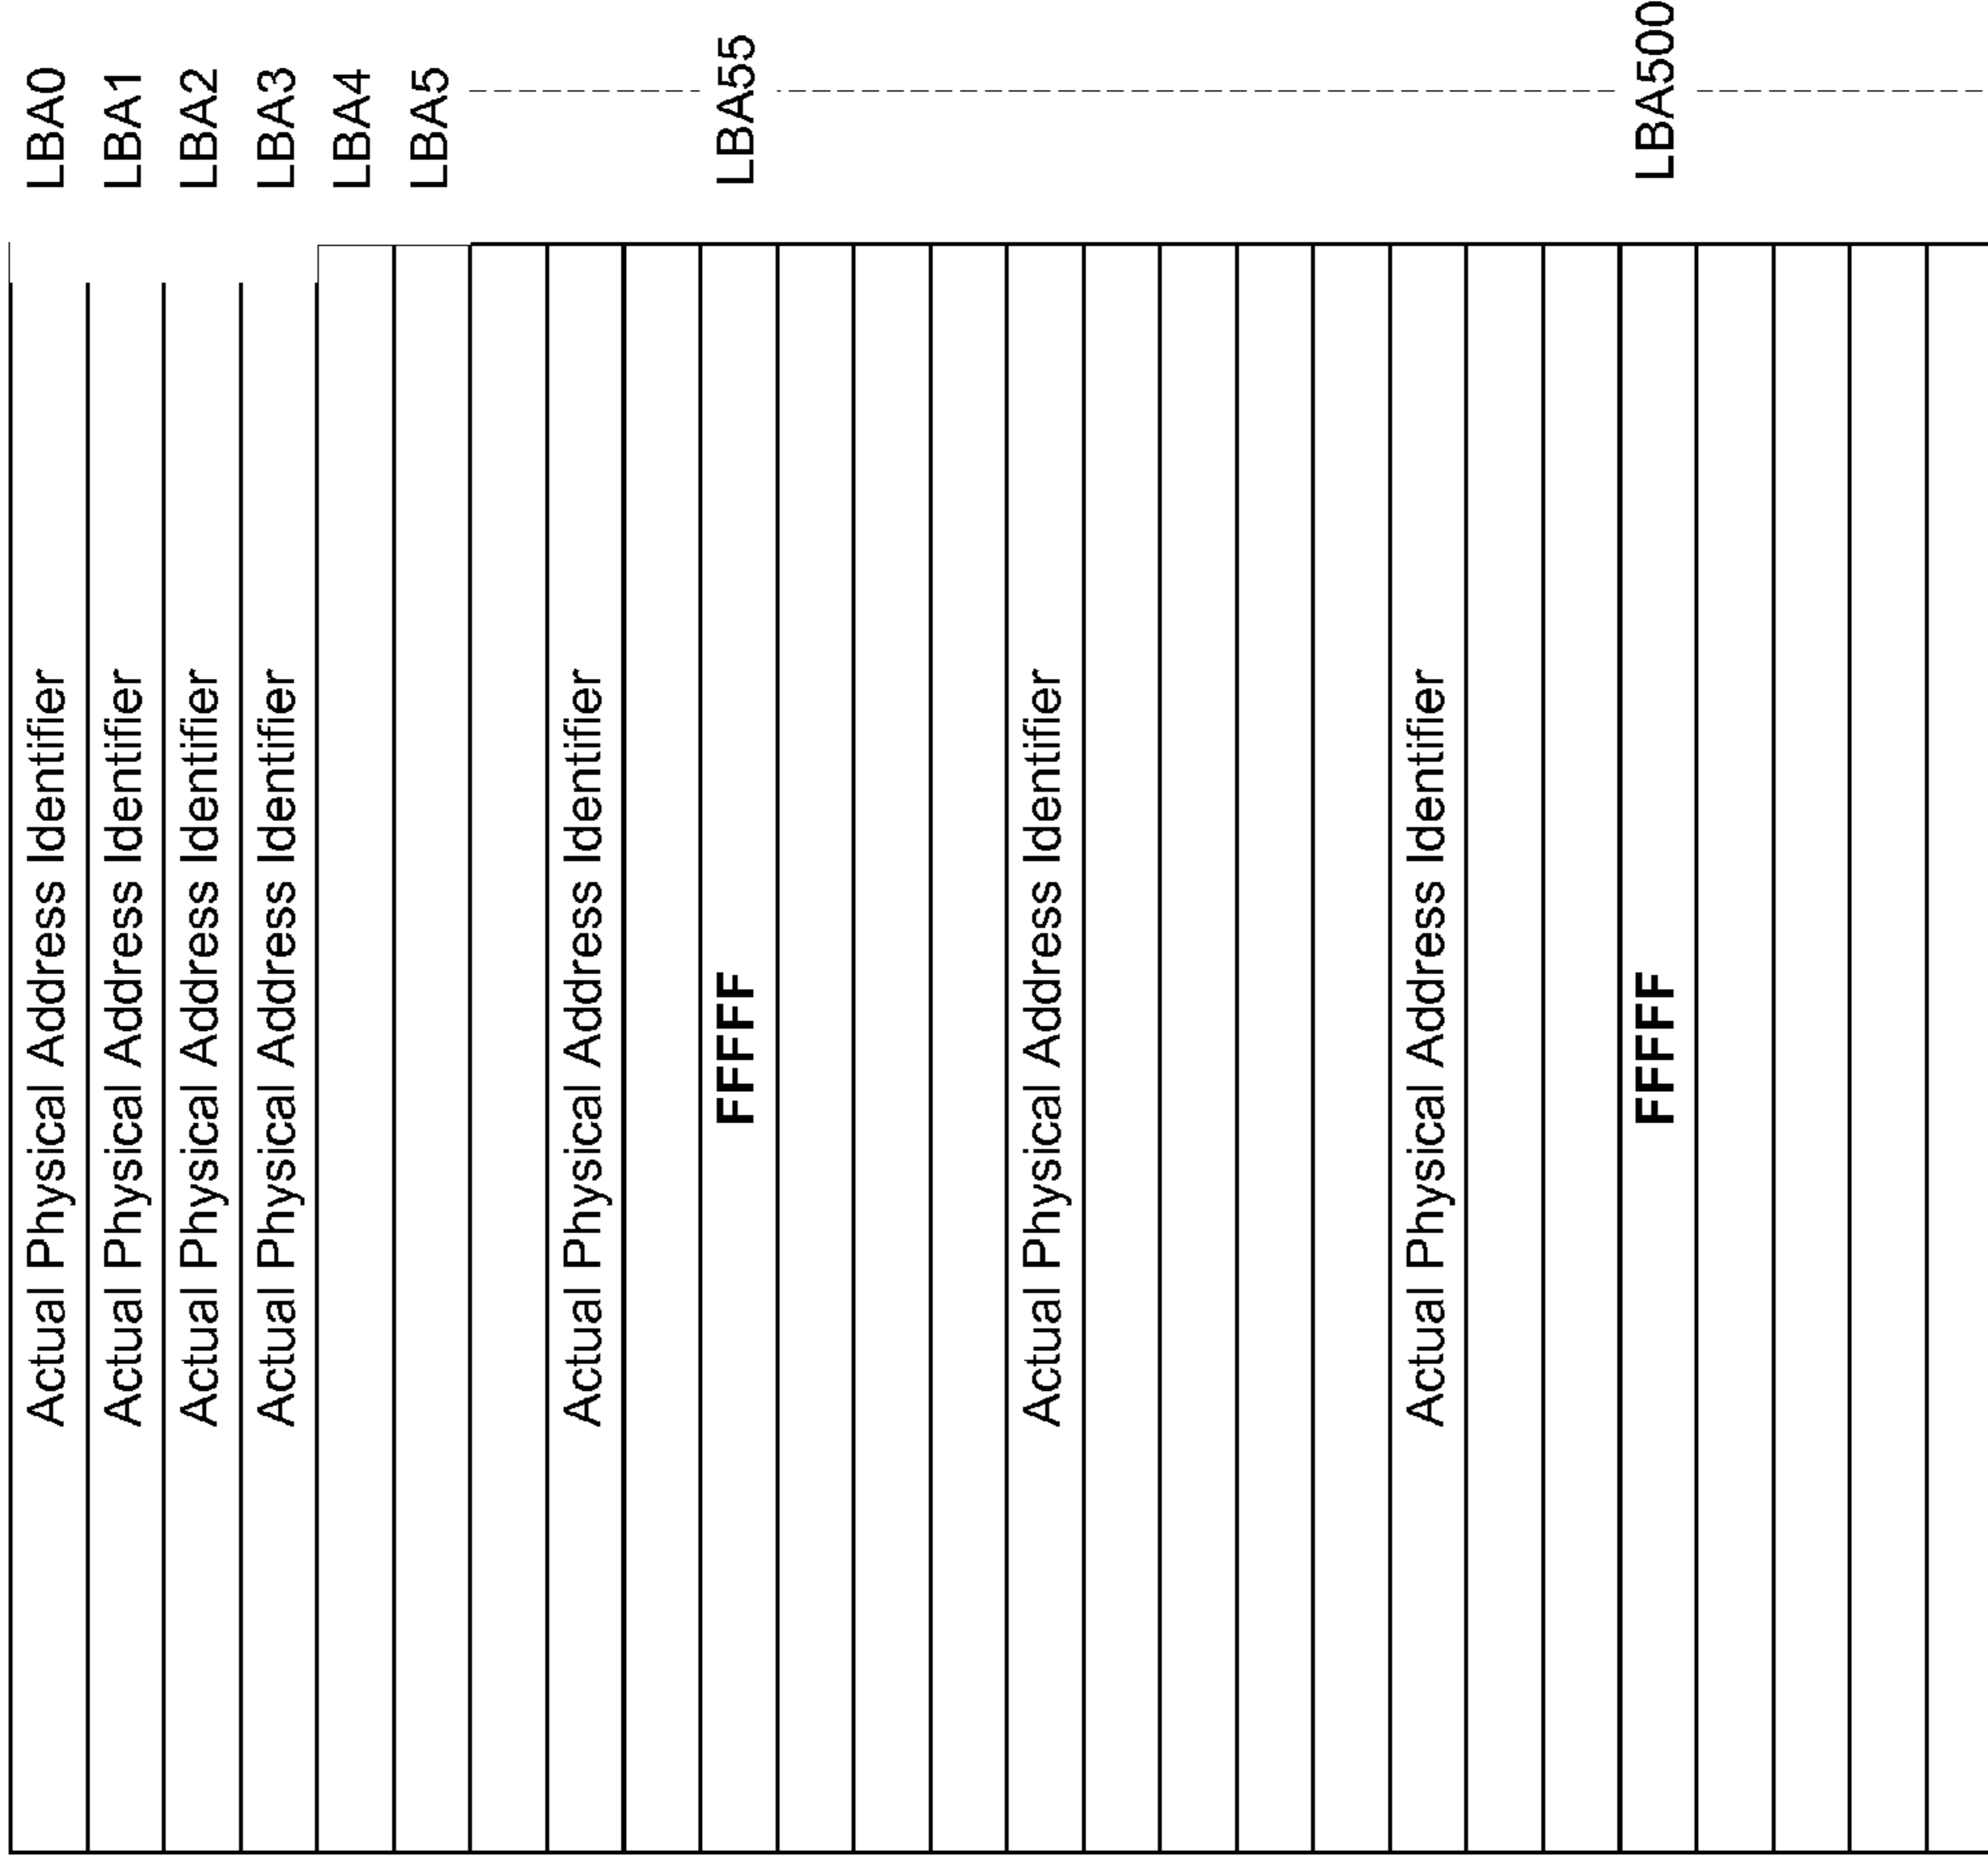 Actual Physical Address Identifier LBA0
Actual Physical Address Identifier LBA1
Actual Physical Address Identifier LBA2
Actual Physical Address Identifier LBA3
LBA4
LBA5
Actual Physical Address Identifier
FFFFF LBA55
Actual Physical Address Identifier
Actual Physical Address Identifier
FFFFF LBA500